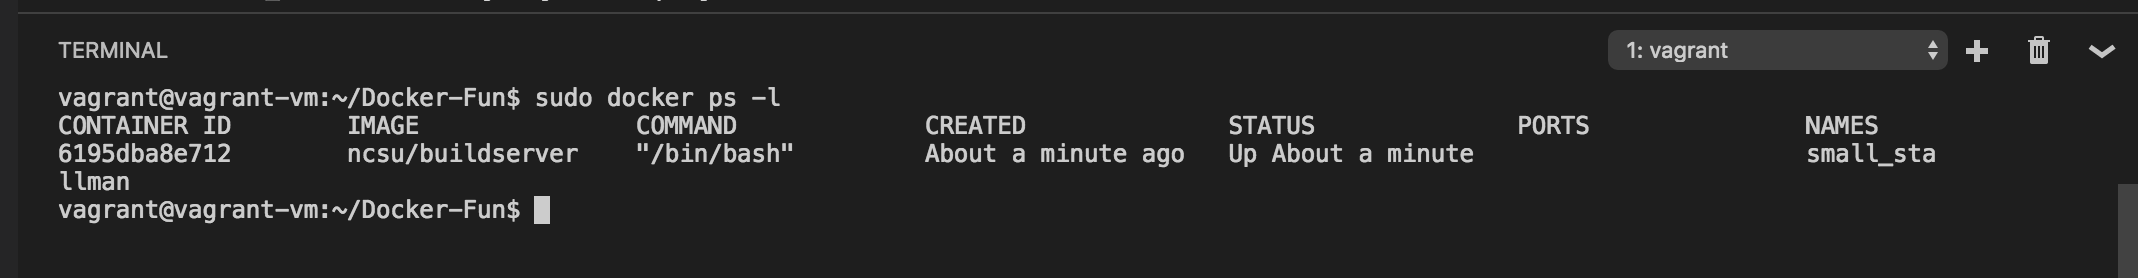 TERMINAL
1: vagrant
vagrant@vagrant-vm:~/Docker-Fun$ sudo docker ps -l
CONTAINER ID        IMAGE               COMMAND             CREATED              STATUS              PORTS               NAMES
6195dba8e712        ncsu/buildserver    "/bin/bash"         About a minute ago   Up About a minute                       small_sta
llman
vagrant@vagrant-vm:~/Docker-Fun$